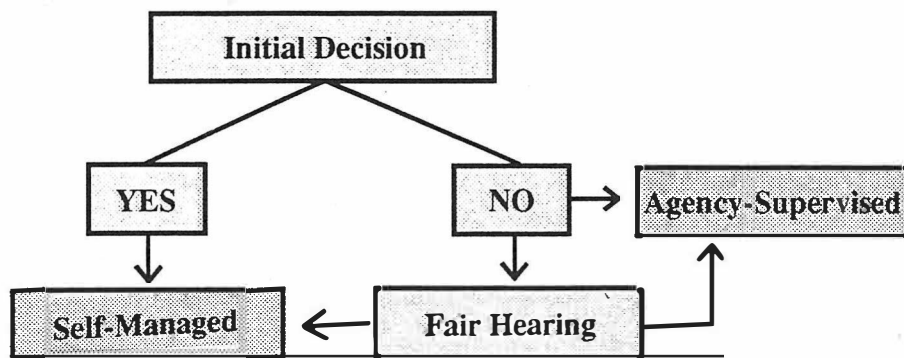 Initial Decision
YES
NO
Agency-Supervised
Self-Managed
Fair Hearing